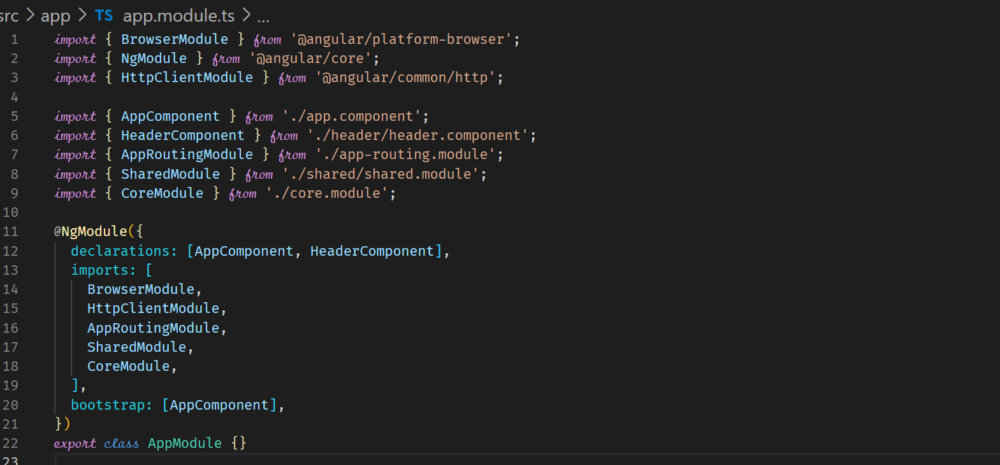 src > app > TS app.module.ts > ...
1 import { BrowserModule } from '@angular/platform-browser';
2 import { NgModule } from '@angular/core';
3 import { HttpClientModule } from '@angular/common/http';
4
5 import { AppComponent } from './app.component';
6 import { HeaderComponent } from './header/header.component';
7 import { AppRoutingModule } from './app-routing.module';
8 import { SharedModule } from './shared/shared.module';
9 import { CoreModule } from './core.module';
10
11 @NgModule({
12   declarations: [AppComponent, HeaderComponent],
13   imports: [
14     BrowserModule,
15     HttpClientModule,
16     AppRoutingModule,
17     SharedModule,
18     CoreModule,
19   ],
20   bootstrap: [AppComponent],
21 })
22 export class AppModule {}
23